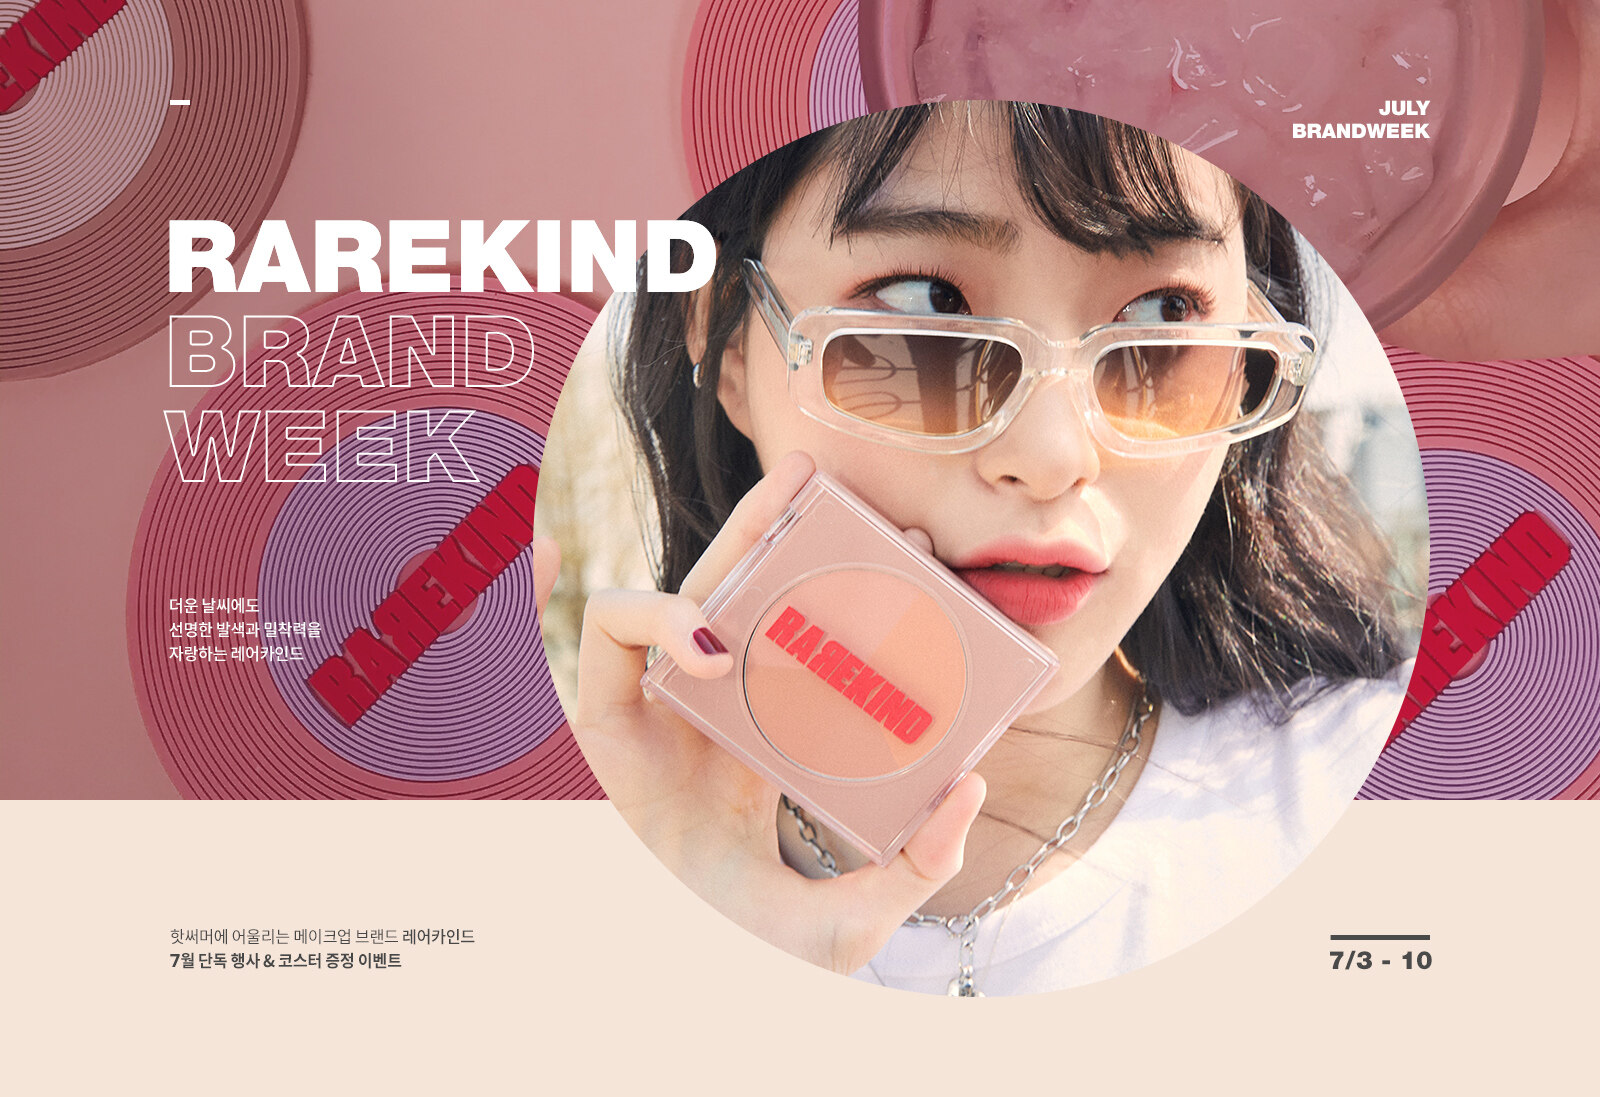 JULY
BRANDWEEK
RAREKIND
BRAND
WEEK
더운 날씨에도
선명한 발색과 밀착력을
자랑하는 레어카인드
RAREKIND
RAREKIND
RAREKIND
핫써머에 어울리는 메이크업 브랜드 레어카인드
7월 단독 행사 & 코스터 증정 이벤트
7/3 - 10